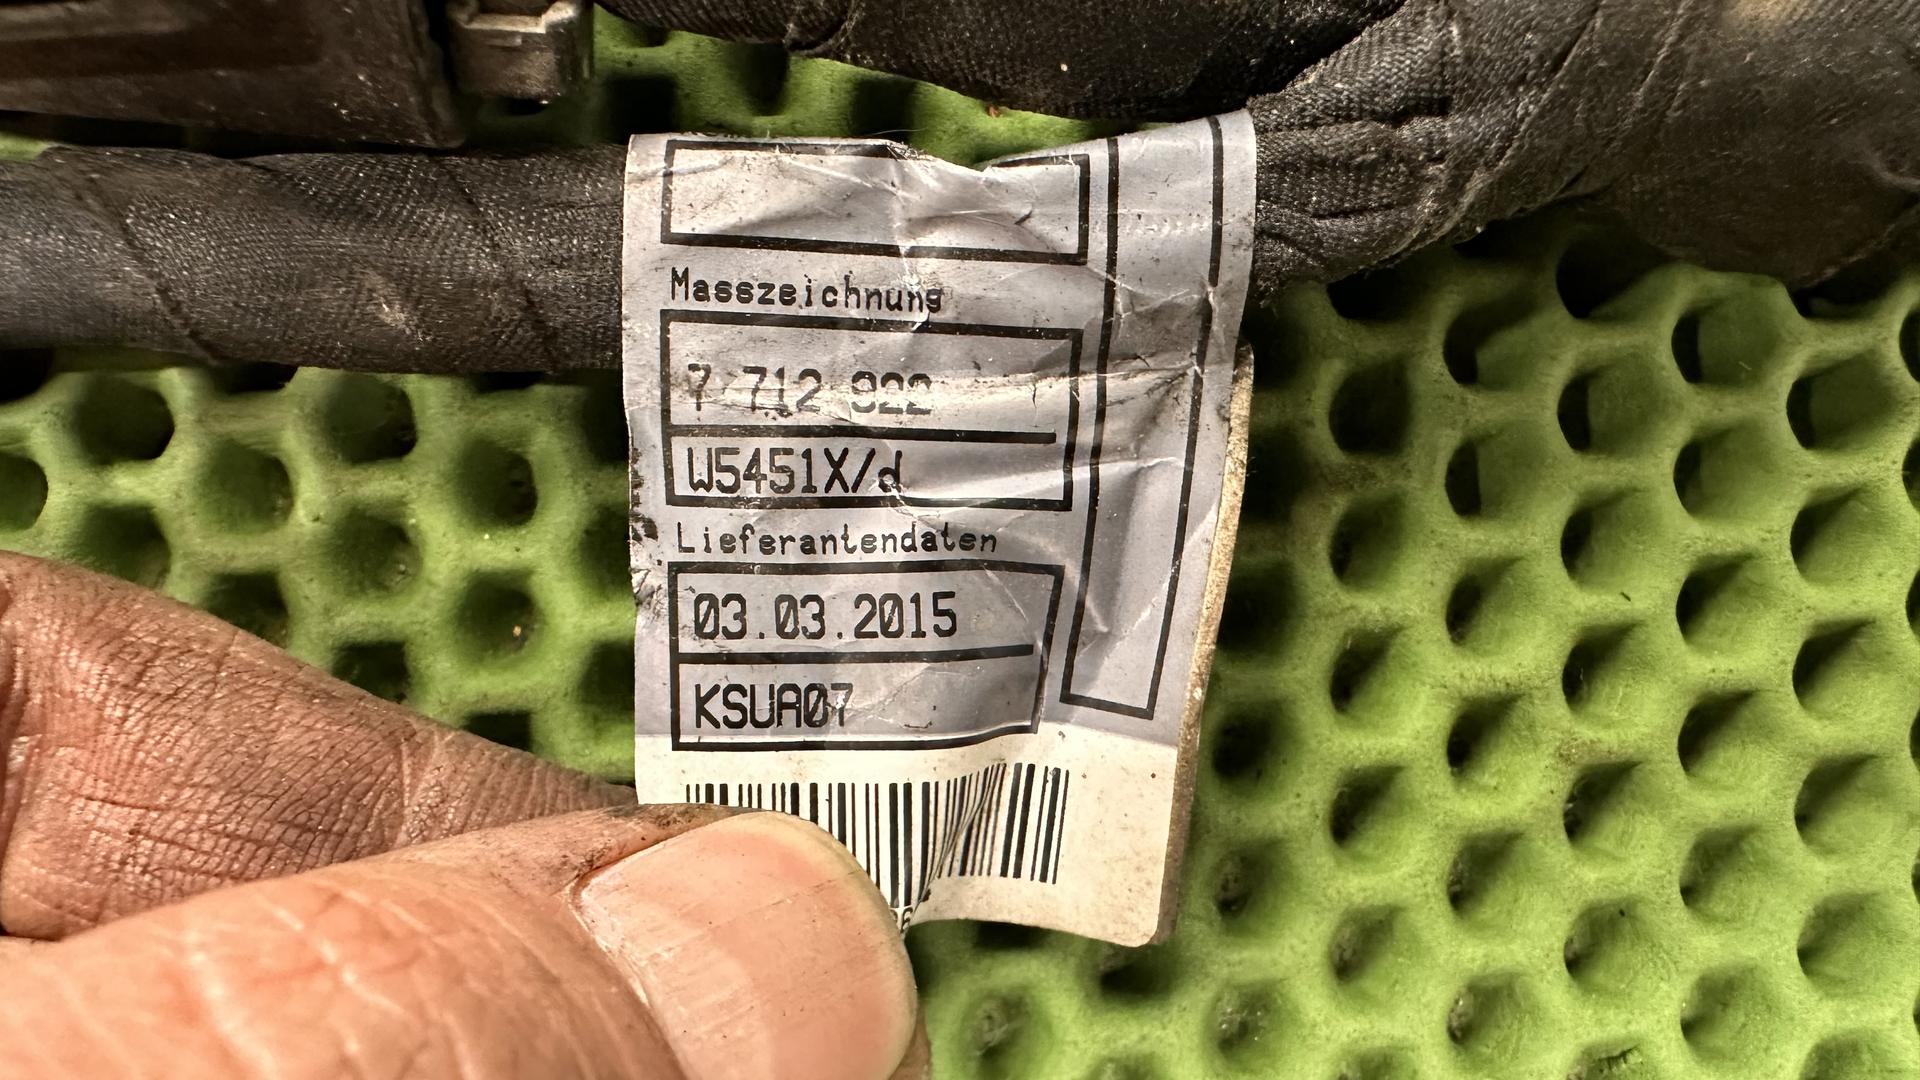 Masszeichnung
7 712 922
W5451X/d
Lieferantendaten
03.03.2015
KSUA07